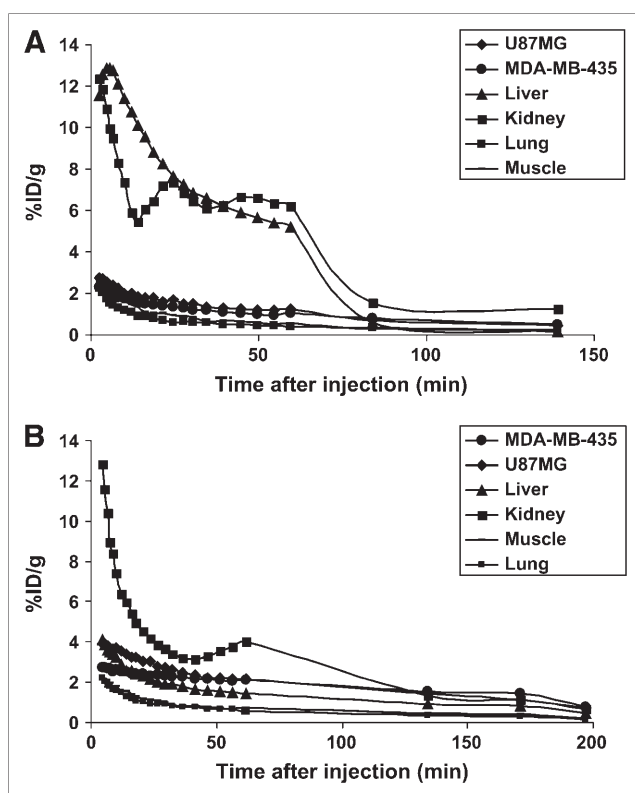 A
14
12
10
8
6
4
2
0
%ID/g
0 50 100 150
Time after injection (min)
U87MG
MDA-MB-435
Liver
Kidney
Lung
Muscle
B
14
12
10
8
6
4
2
0
%ID/g
0 50 100 150 200
Time after injection (min)
MDA-MB-435
U87MG
Liver
Kidney
Muscle
Lung